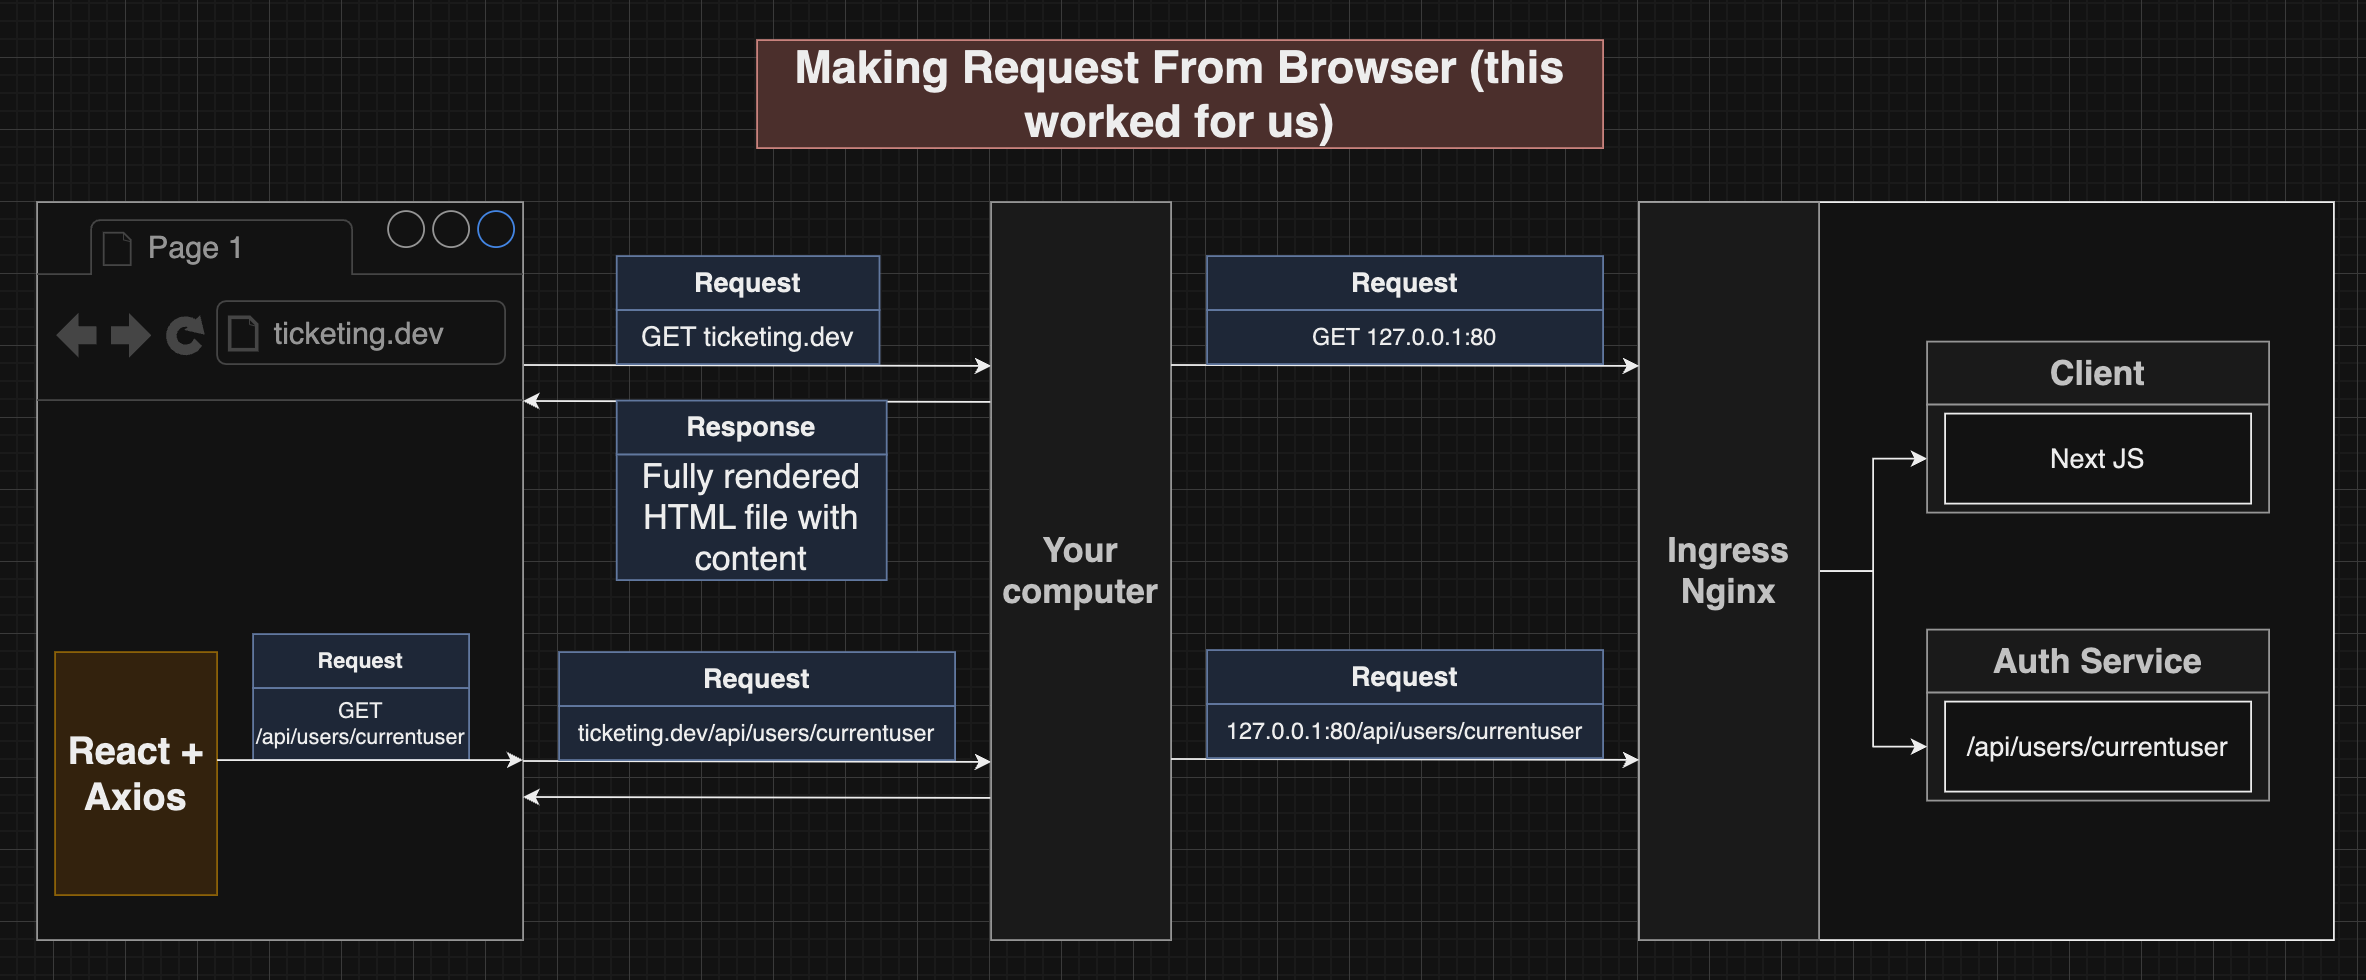 Making Request From Browser (this
worked for us)
Page 1
ticketing.dev
Request
GET ticketing.dev
Request
GET 127.0.0.1:80
Response
Fully rendered
HTML file with
content
Your
computer
Ingress
Nginx
Client
Next JS
React +
Axios
Request
GET
/api/users/currentuser
Request
ticketing.dev/api/users/currentuser
Request
127.0.0.1:80/api/users/currentuser
Auth Service
/api/users/currentuser